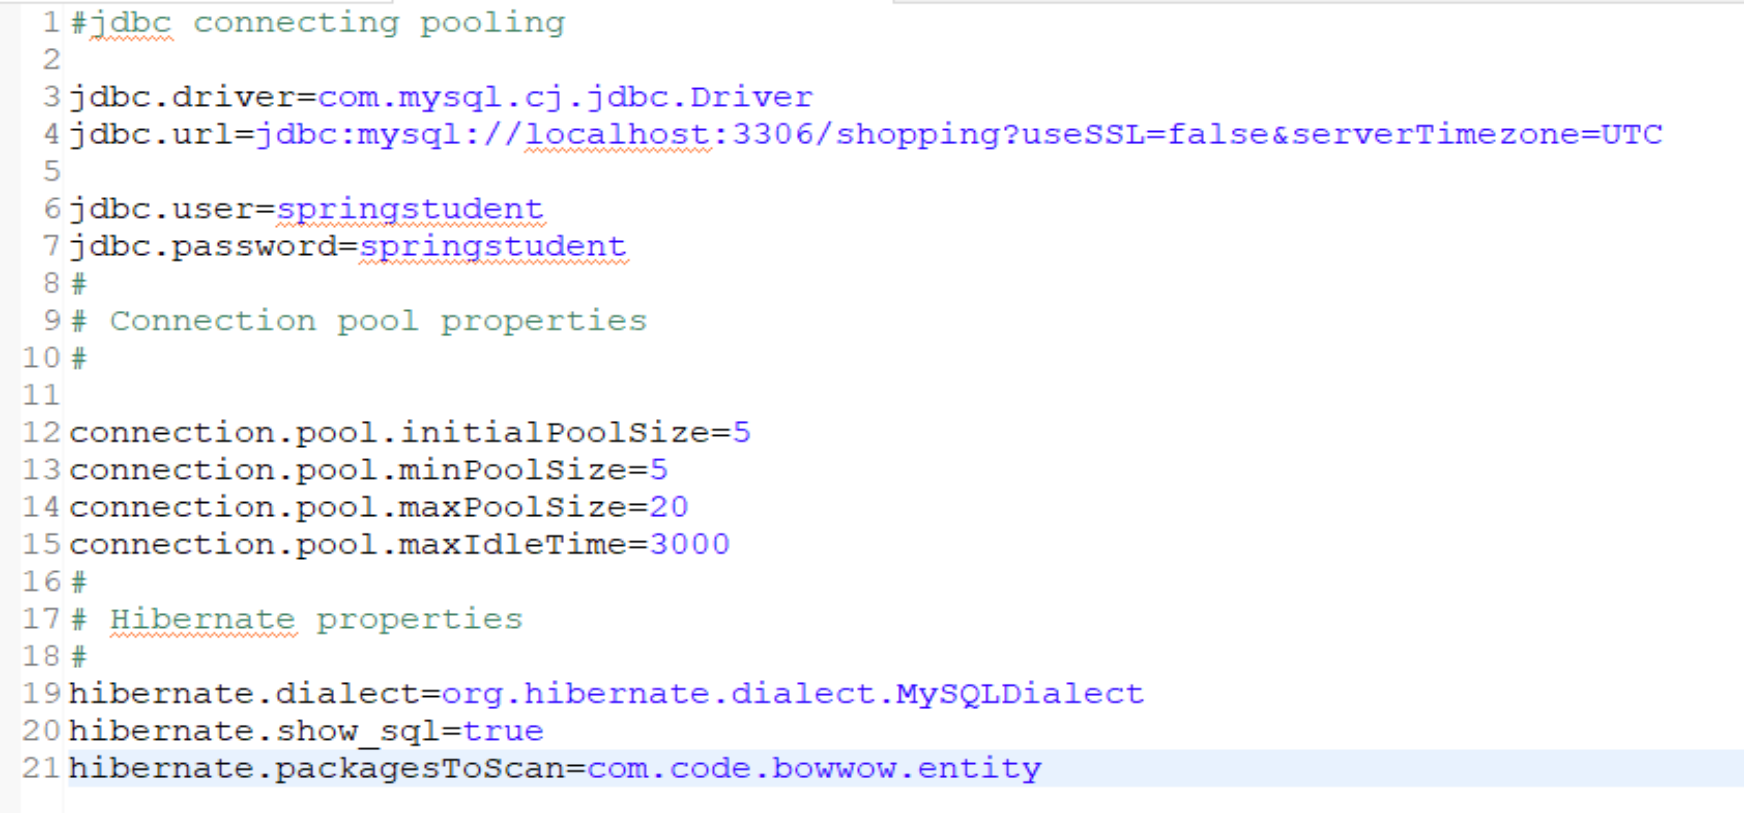 1 #jdbc connecting pooling
2
3 jdbc.driver=com.mysql.cj.jdbc.Driver
4 jdbc.url=jdbc:mysql://localhost:3306/shopping?useSSL=false&serverTimezone=UTC
5
6 jdbc.user=springstudent
7 jdbc.password=springstudent
8 #
9 # Connection pool properties
10 #
11
12 connection.pool.initialPoolSize=5
13 connection.pool.minPoolSize=5
14 connection.pool.maxPoolSize=20
15 connection.pool.maxIdleTime=3000
16 #
17 # Hibernate properties
18 #
19 hibernate.dialect=org.hibernate.dialect.MySQLDialect
20 hibernate.show_sql=true
21 hibernate.packagesToScan=com.code.bowwow.entity